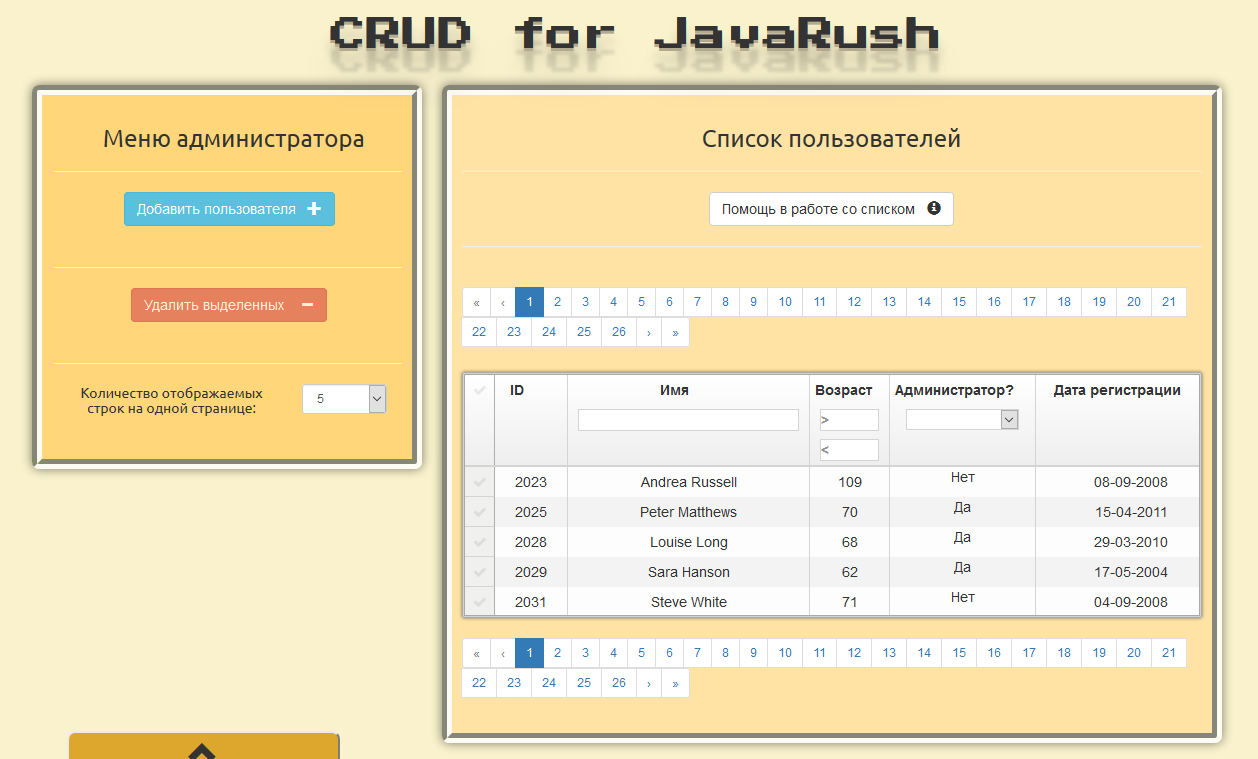 CRUD for JavaRush
Меню администратора
Добавить пользователя
Удалить выделенных
Количество отображаемых
строк на одной странице:
5
Список пользователей
Помощь в работе со списком
« ‹ 1 2 3 4 5 6 7 8 9 10 11 12 13 14 15 16 17 18 19 20 21
22 23 24 25 26 › »
ID Имя Возраст Администратор? Дата регистрации
>
<
2023 Andrea Russell 109 Нет 08-09-2008
2025 Peter Matthews 70 Да 15-04-2011
2028 Louise Long 68 Да 29-03-2010
2029 Sara Hanson 62 Да 17-05-2004
2031 Steve White 71 Нет 04-09-2008
« ‹ 1 2 3 4 5 6 7 8 9 10 11 12 13 14 15 16 17 18 19 20 21
22 23 24 25 26 › »